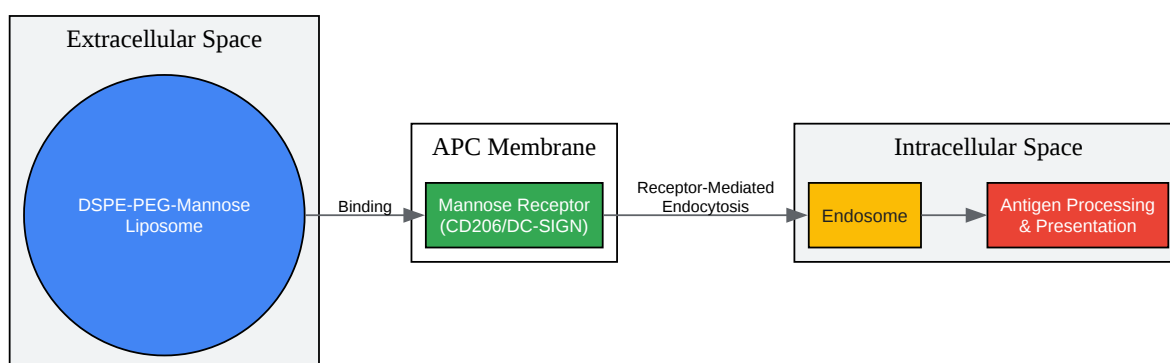 Extracellular Space
DSPE-PEG-Mannose
Liposome
Binding
APC Membrane
Mannose Receptor
(CD206/DC-SIGN)
Receptor-Mediated
Endocytosis
Intracellular Space
Endosome
Antigen Processing
& Presentation